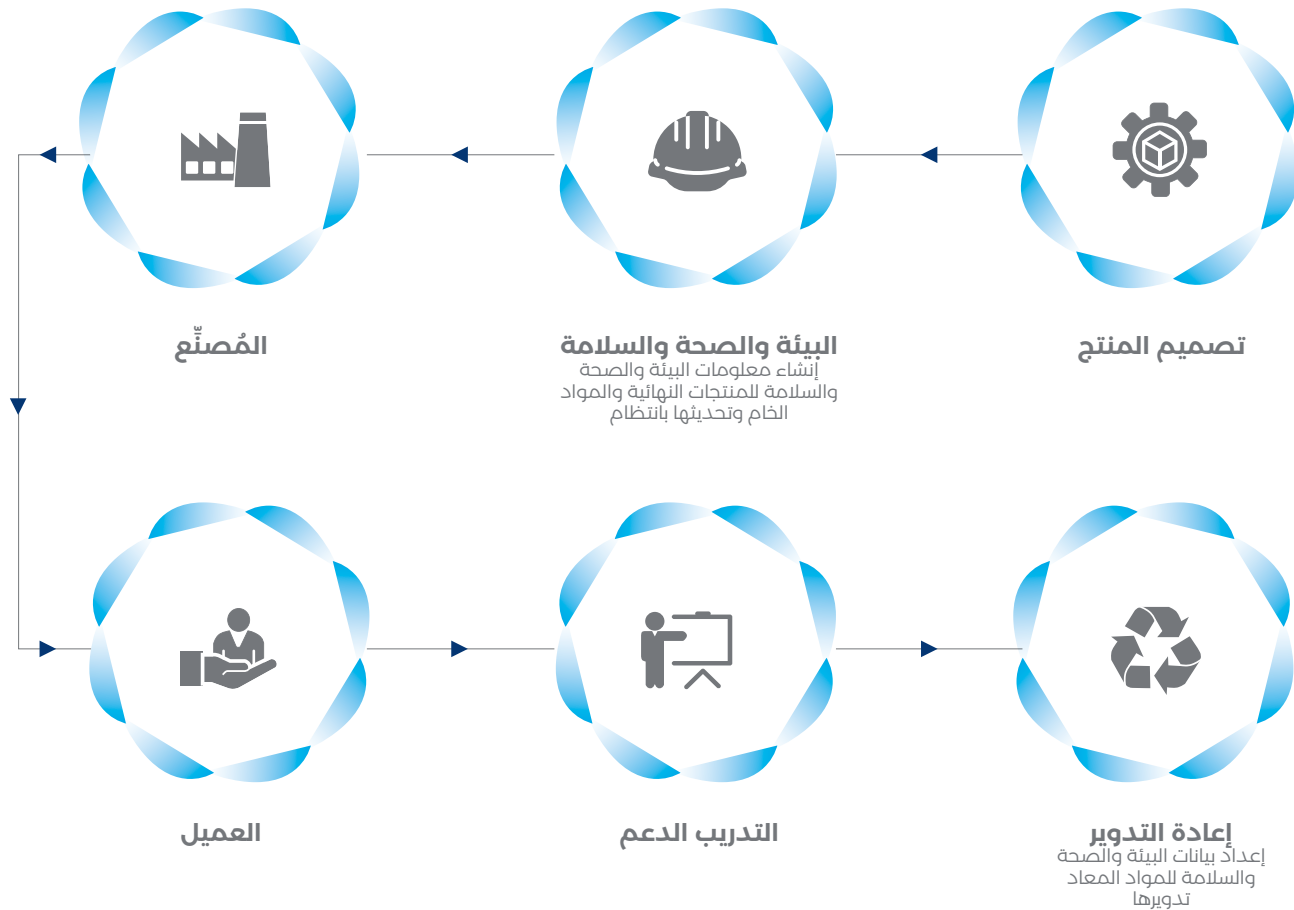 تصميم المنتج
البيئة والصحة والسلامة
إنشاء معلومات البيئة والصحة
والسلامة للمنتجات النهائية والمواد
الخام وتحديثها بانتظام
المُصنِّع
العميل
التدريب الدعم
إعادة التدوير
إعداد بيانات البيئة والصحة
والسلامة للمواد المعاد
تدويرها